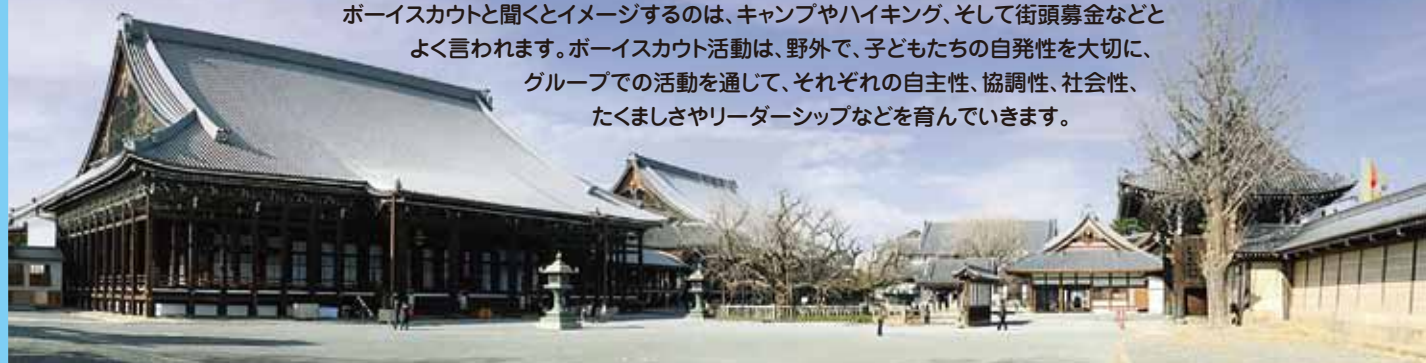 ボーイスカウトと聞くとイメージするのは、キャンプやハイキング、そして街頭募金などと
よく言われます。ボーイスカウト活動は、野外で、子どもたちの自発性を大切に、
グループでの活動を通じて、それぞれの自主性、協調性、社会性、
たくましさやリーダーシップなどを育んでいきます。